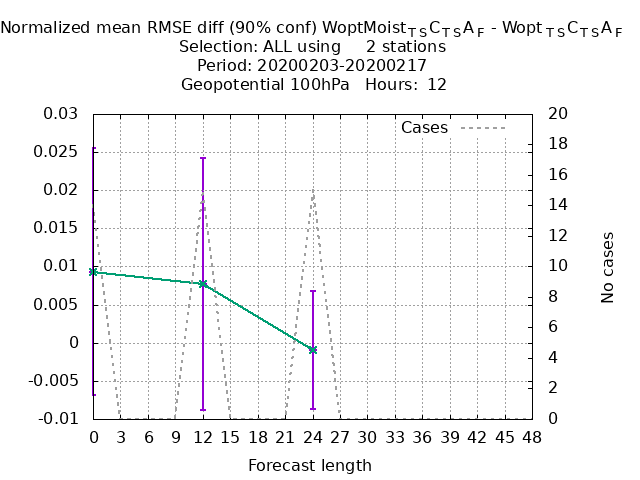 Normalized mean RMSE diff (90% conf) WoptMoistTSCTSAF - WoptTSCTSAF
Selection: ALL using 2 stations
Period: 20200203-20200217
Geopotential 100hPa Hours: 12
Cases
0.03
0.025
0.02
0.015
0.01
0.005
0
-0.005
-0.01
20
18
16
14
12
10
8
6
4
2
0
No cases
0 3 6 9 12 15 18 21 24 27 30 33 36 39 42 45 48
Forecast length